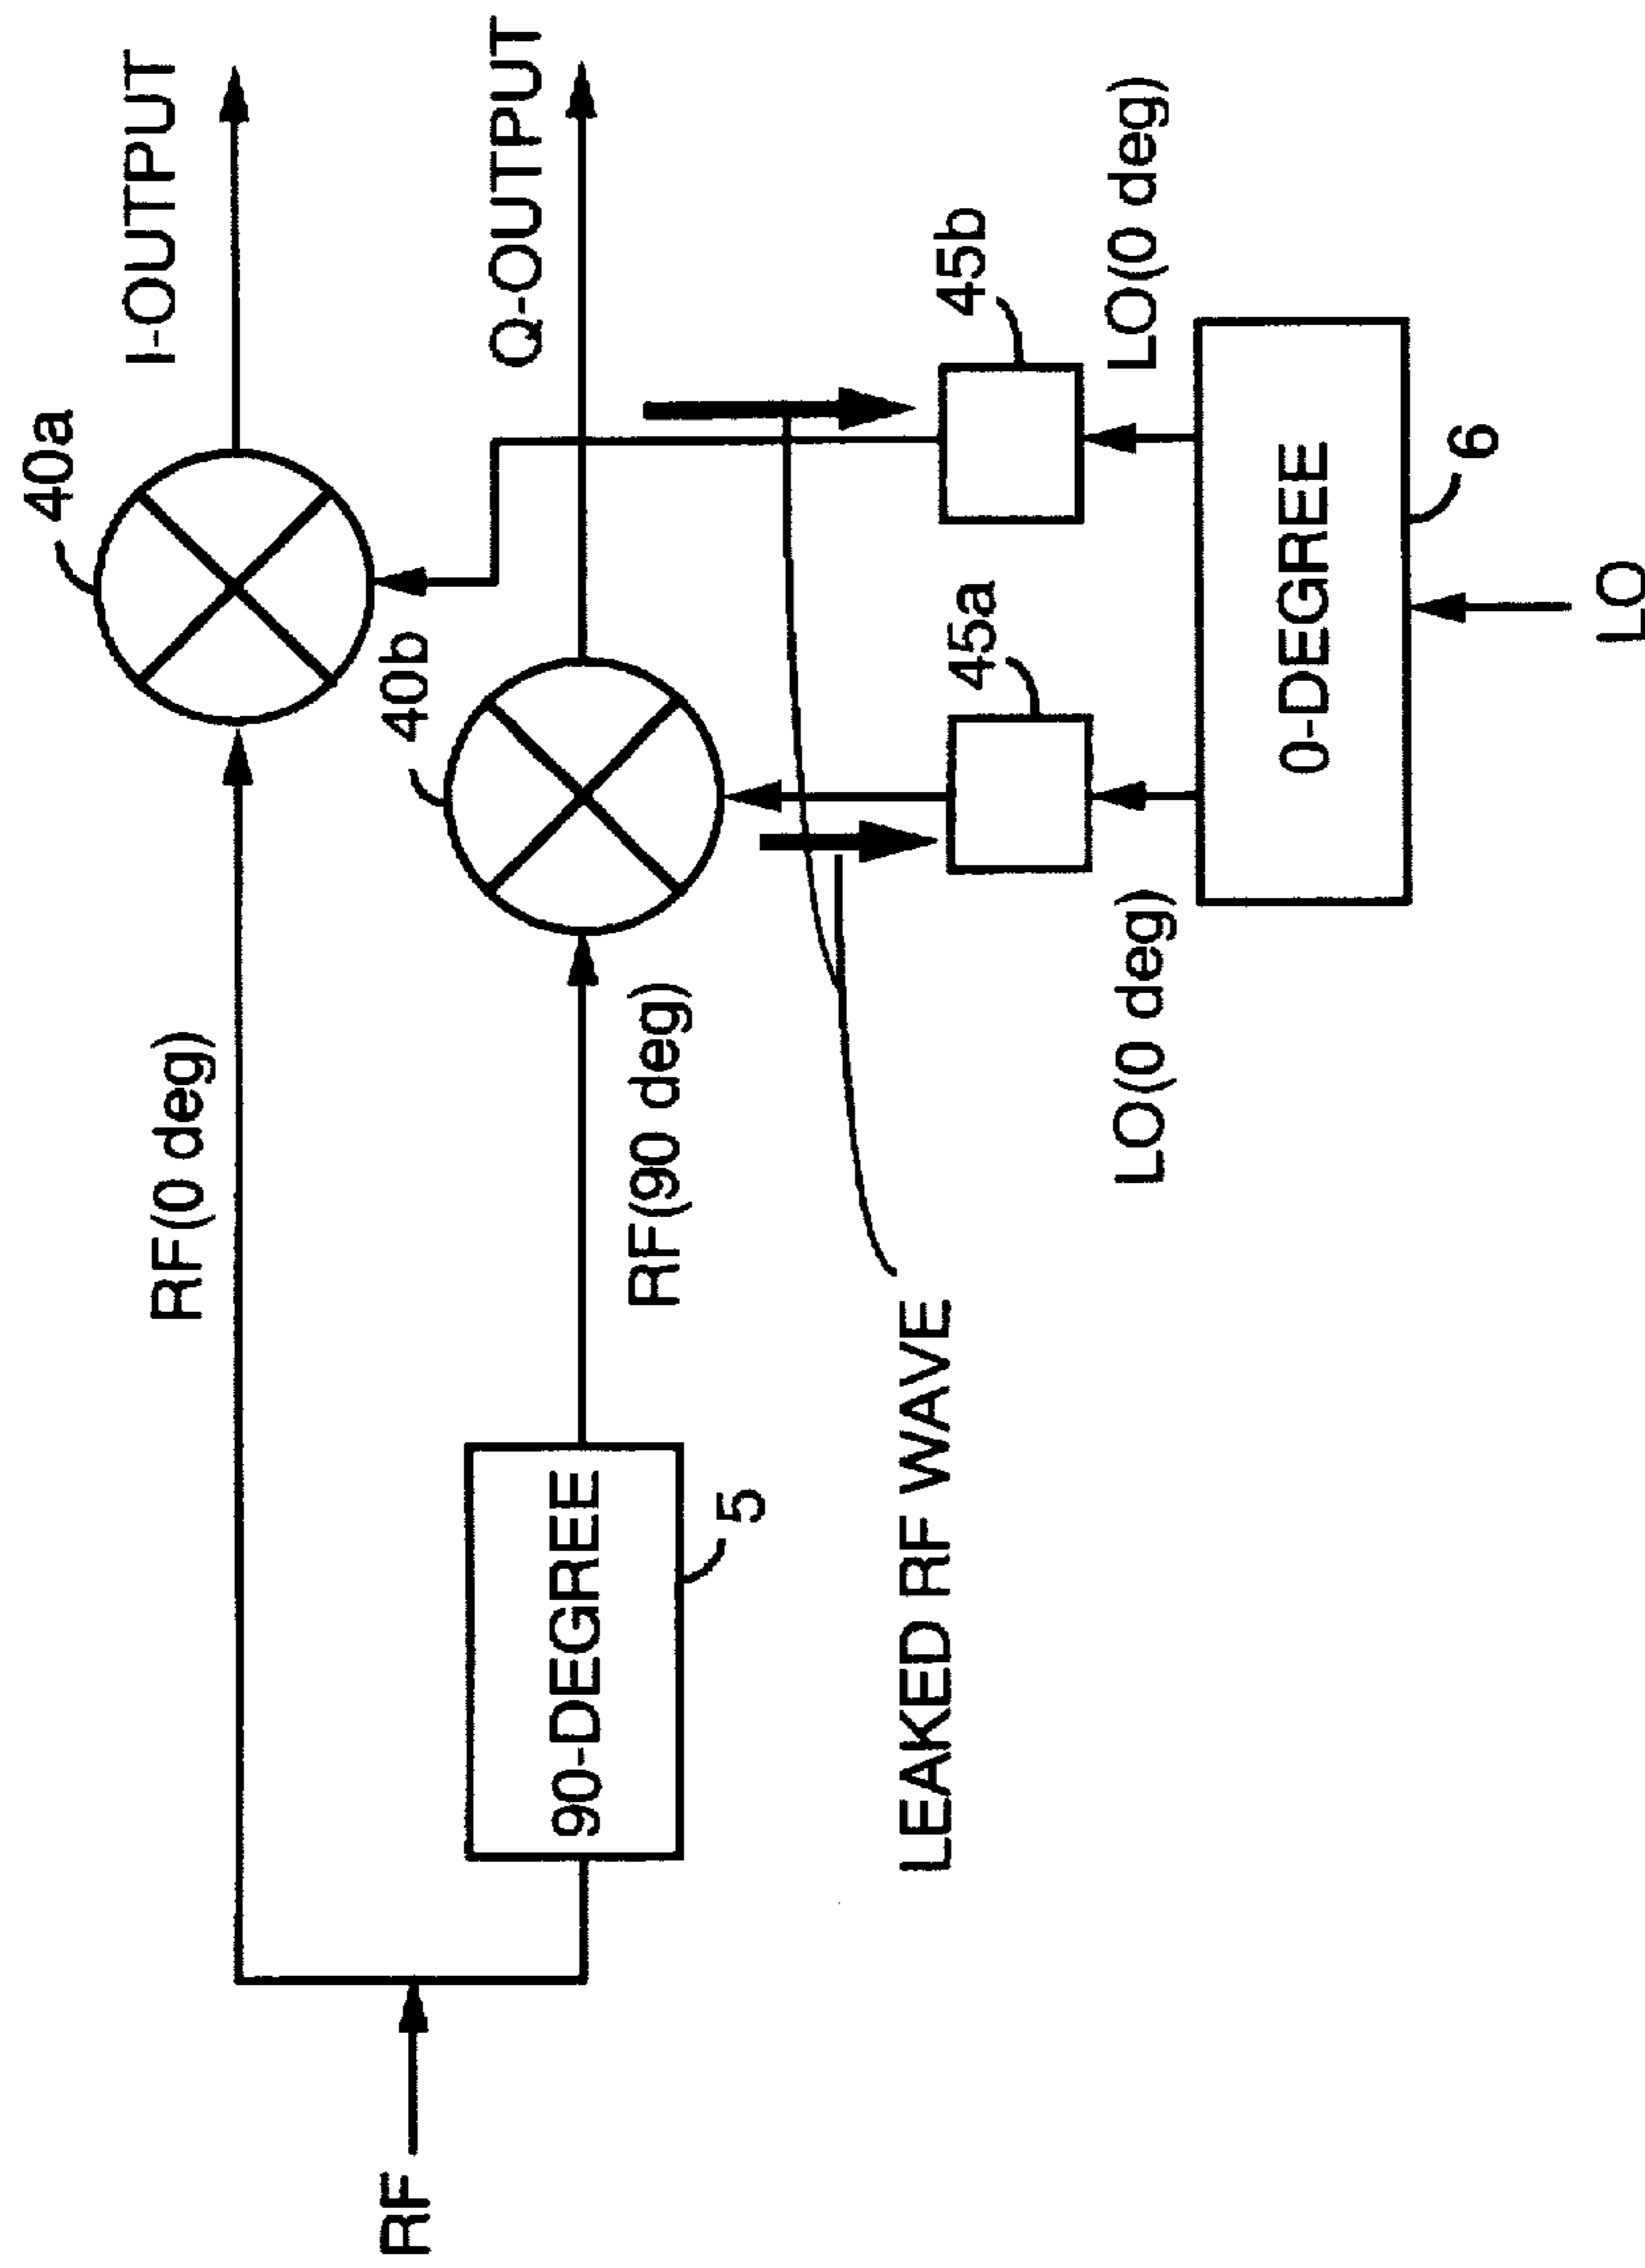 40a
I-OUTPUT
RF(0 deg)
40b
Q-OUTPUT
RF
90-DEGREE
RF(90 deg)
5
LEAKED RF WAVE
45a
45b
LO(0 deg)
LO(0 deg)
0-DEGREE
6
LO